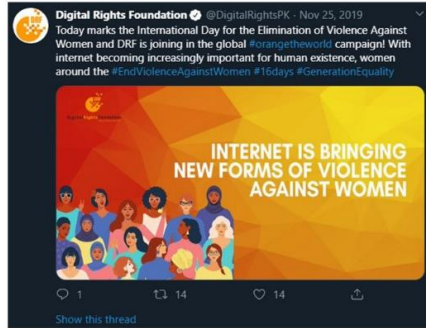 Digital Rights Foundation @DigitalRightsPK · Nov 25, 2019
Today marks the International Day for the Elimination of Violence Against
Women and DRF is joining in the global #orangetheworld campaign! With
internet becoming increasingly important for human existence, women
around the #EndViolenceAgainstWomen #16days #GenerationEquality
Digital Rights Foundation
INTERNET IS BRINGING
NEW FORMS OF VIOLENCE
AGAINST WOMEN
1 14 14
Show this thread